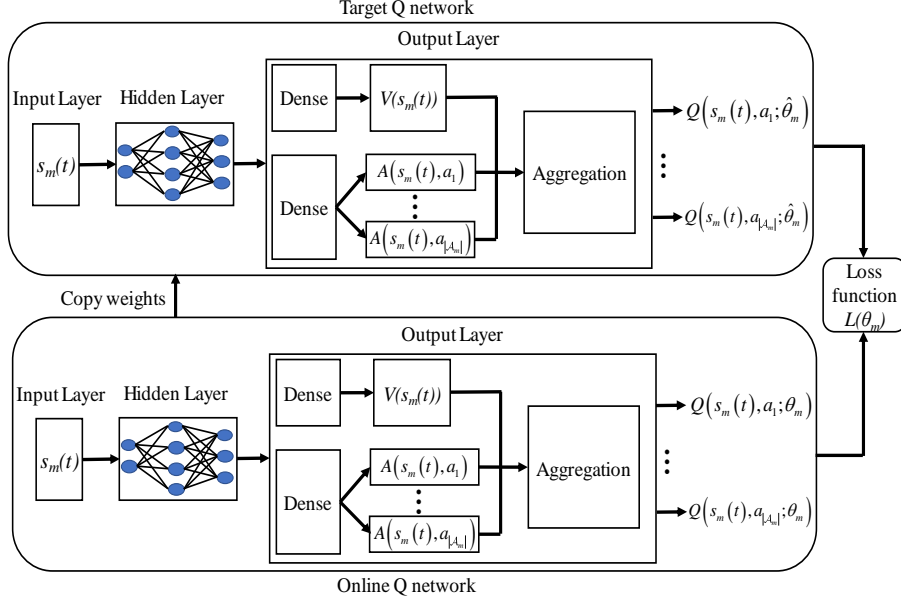 Target Q network
Output Layer
Input Layer
Hidden Layer
s_m(t)
Dense
V(s_m(t))
Dense
A(s_m(t), a_1)
⋮
A(s_m(t), a_{|𝒜_m|})
Aggregation
Q(s_m(t), a_1; θ̂_m)
⋮
Q(s_m(t), a_{|𝒜_m|}; θ̂_m)
Copy weights
Loss
function
L(θ_m)
Output Layer
Input Layer
Hidden Layer
s_m(t)
Dense
V(s_m(t))
Dense
A(s_m(t), a_1)
⋮
A(s_m(t), a_{|𝒜_m|})
Aggregation
Q(s_m(t), a_1; θ_m)
⋮
Q(s_m(t), a_{|𝒜_m|}; θ_m)
Online Q network